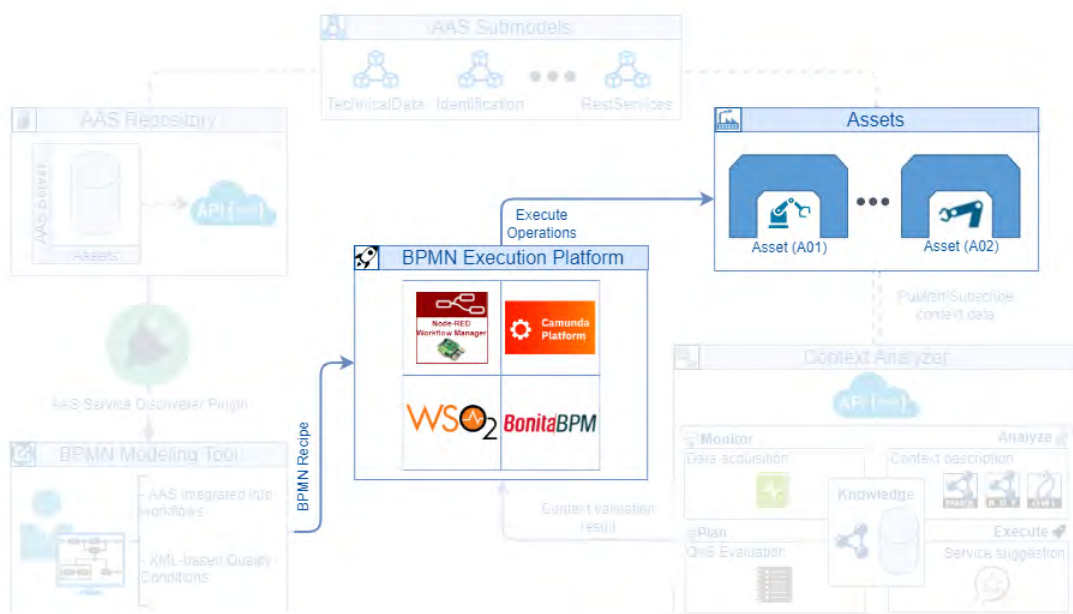 AAS Submodels
TechnicalData
Identification
RestServices
AAS Repository
AAS Server
Assets
API {•••}
Assets
Asset (A01)
Asset (A02)
Execute
Operations
BPMN Execution Platform
Node-RED
Workflow Manager
Camunda
Platform
WSO2
BonitaBPM
BPMN Recipe
AAS Service Discoverer Plugin
BPMN Modeling Tool
- AAS integrated into
workflows
- XML-based Quality
Conditions
Publish/Subscribe
context data
Context validation
result
Context Analyzer
API {•••}
Monitor
Data acquisition
Analyze
Context description
Knowledge
Plan
QoS Evaluation
Execute
Service suggestion